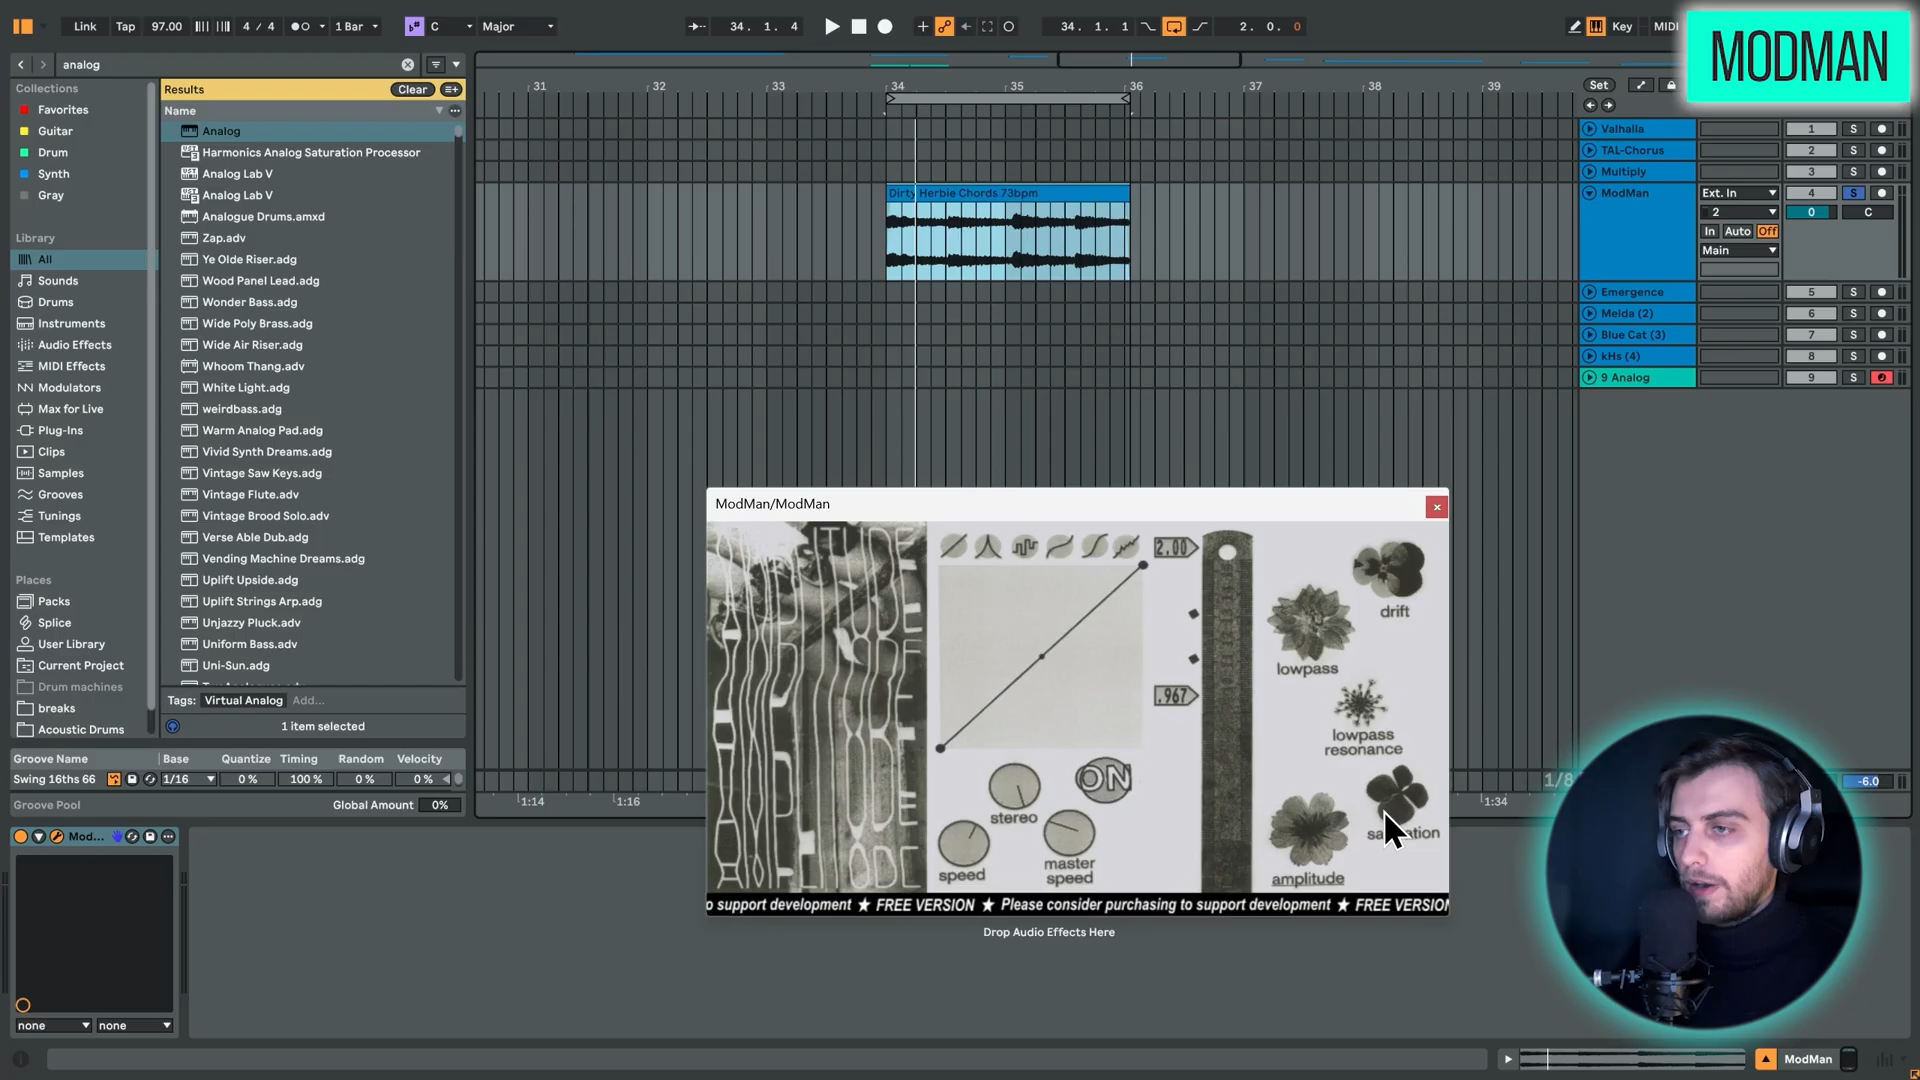 Link Tap 97.00 4 / 4 1 Bar C Major 34. 1. 4 34. 1. 1 2. 0. 0 Key MIDI
MODMAN
analog
Collections
Favorites
Guitar
Drum
Synth
Gray
Library
All
Sounds
Drums
Instruments
Audio Effects
MIDI Effects
Modulators
Max for Live
Plug-Ins
Clips
Samples
Grooves
Tunings
Templates
Places
Packs
Splice
User Library
Current Project
Drum machines
breaks
Acoustic Drums
Results Clear
Name
Analog
Harmonics Analog Saturation Processor
Analog Lab V
Analog Lab V
Analogue Drums.amxd
Zap.adv
Ye Olde Riser.adg
Wood Panel Lead.adg
Wonder Bass.adg
Wide Poly Brass.adg
Wide Air Riser.adg
Whoom Thang.adv
White Light.adg
weirdbass.adg
Warm Analog Pad.adg
Vivid Synth Dreams.adg
Vintage Saw Keys.adg
Vintage Flute.adv
Vintage Brood Solo.adv
Verse Able Dub.adg
Vending Machine Dreams.adg
Uplift Upside.adg
Uplift Strings Arp.adg
Unjazzy Pluck.adv
Uniform Bass.adv
Uni-Sun.adg
Tags: Virtual Analog Add...
1 item selected
Groove Name Base Quantize Timing Random Velocity
Swing 16ths 66 1/16 0 % 100 % 0 % 0 %
Groove Pool Global Amount 0%
31 32 33 34 35 36 37 38 39
Set
Dirty Herbie Chords 73bpm
Valhalla 1 S
TAL-Chorus 2 S
Multiply 3 S
ModMan Ext. In 4 S
2 0 C
In Auto Off
Main
Emergence 5 S
Melda (2) 6 S
Blue Cat (3) 7 S
kHs (4) 8 S
9 Analog 9 S
1/8 -6.0
1:14 1:16 1:34
ModMan/ModMan
2.00
.967
drift
lowpass
lowpass
resonance
amplitude
ON
stereo
speed
master
speed
o support development ★ FREE VERSION ★ Please consider purchasing to support development ★ FREE VERSION
Drop Audio Effects Here
Mod...
none none
ModMan